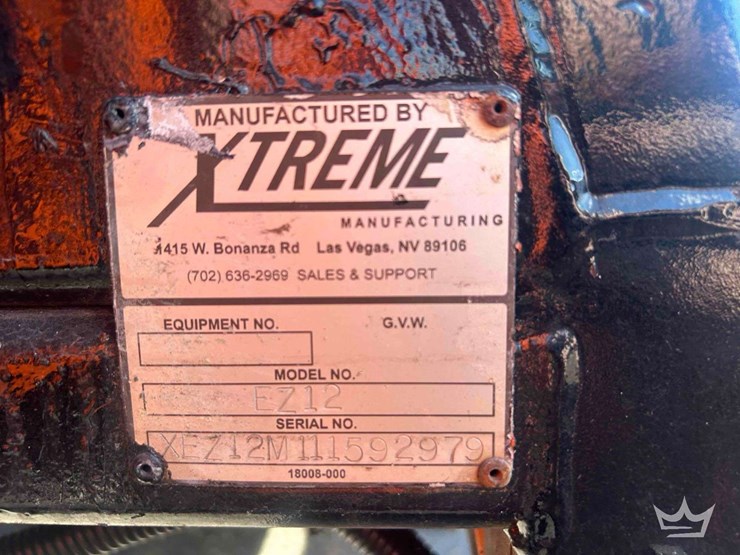 MANUFACTURED BY
XTREME
MANUFACTURING
1415 W. Bonanza Rd Las Vegas, NV 89106
(702) 636-2969 SALES & SUPPORT
EQUIPMENT NO. G.V.W.
MODEL NO.
EZ12
SERIAL NO.
XEZ12M111592979
18008-000